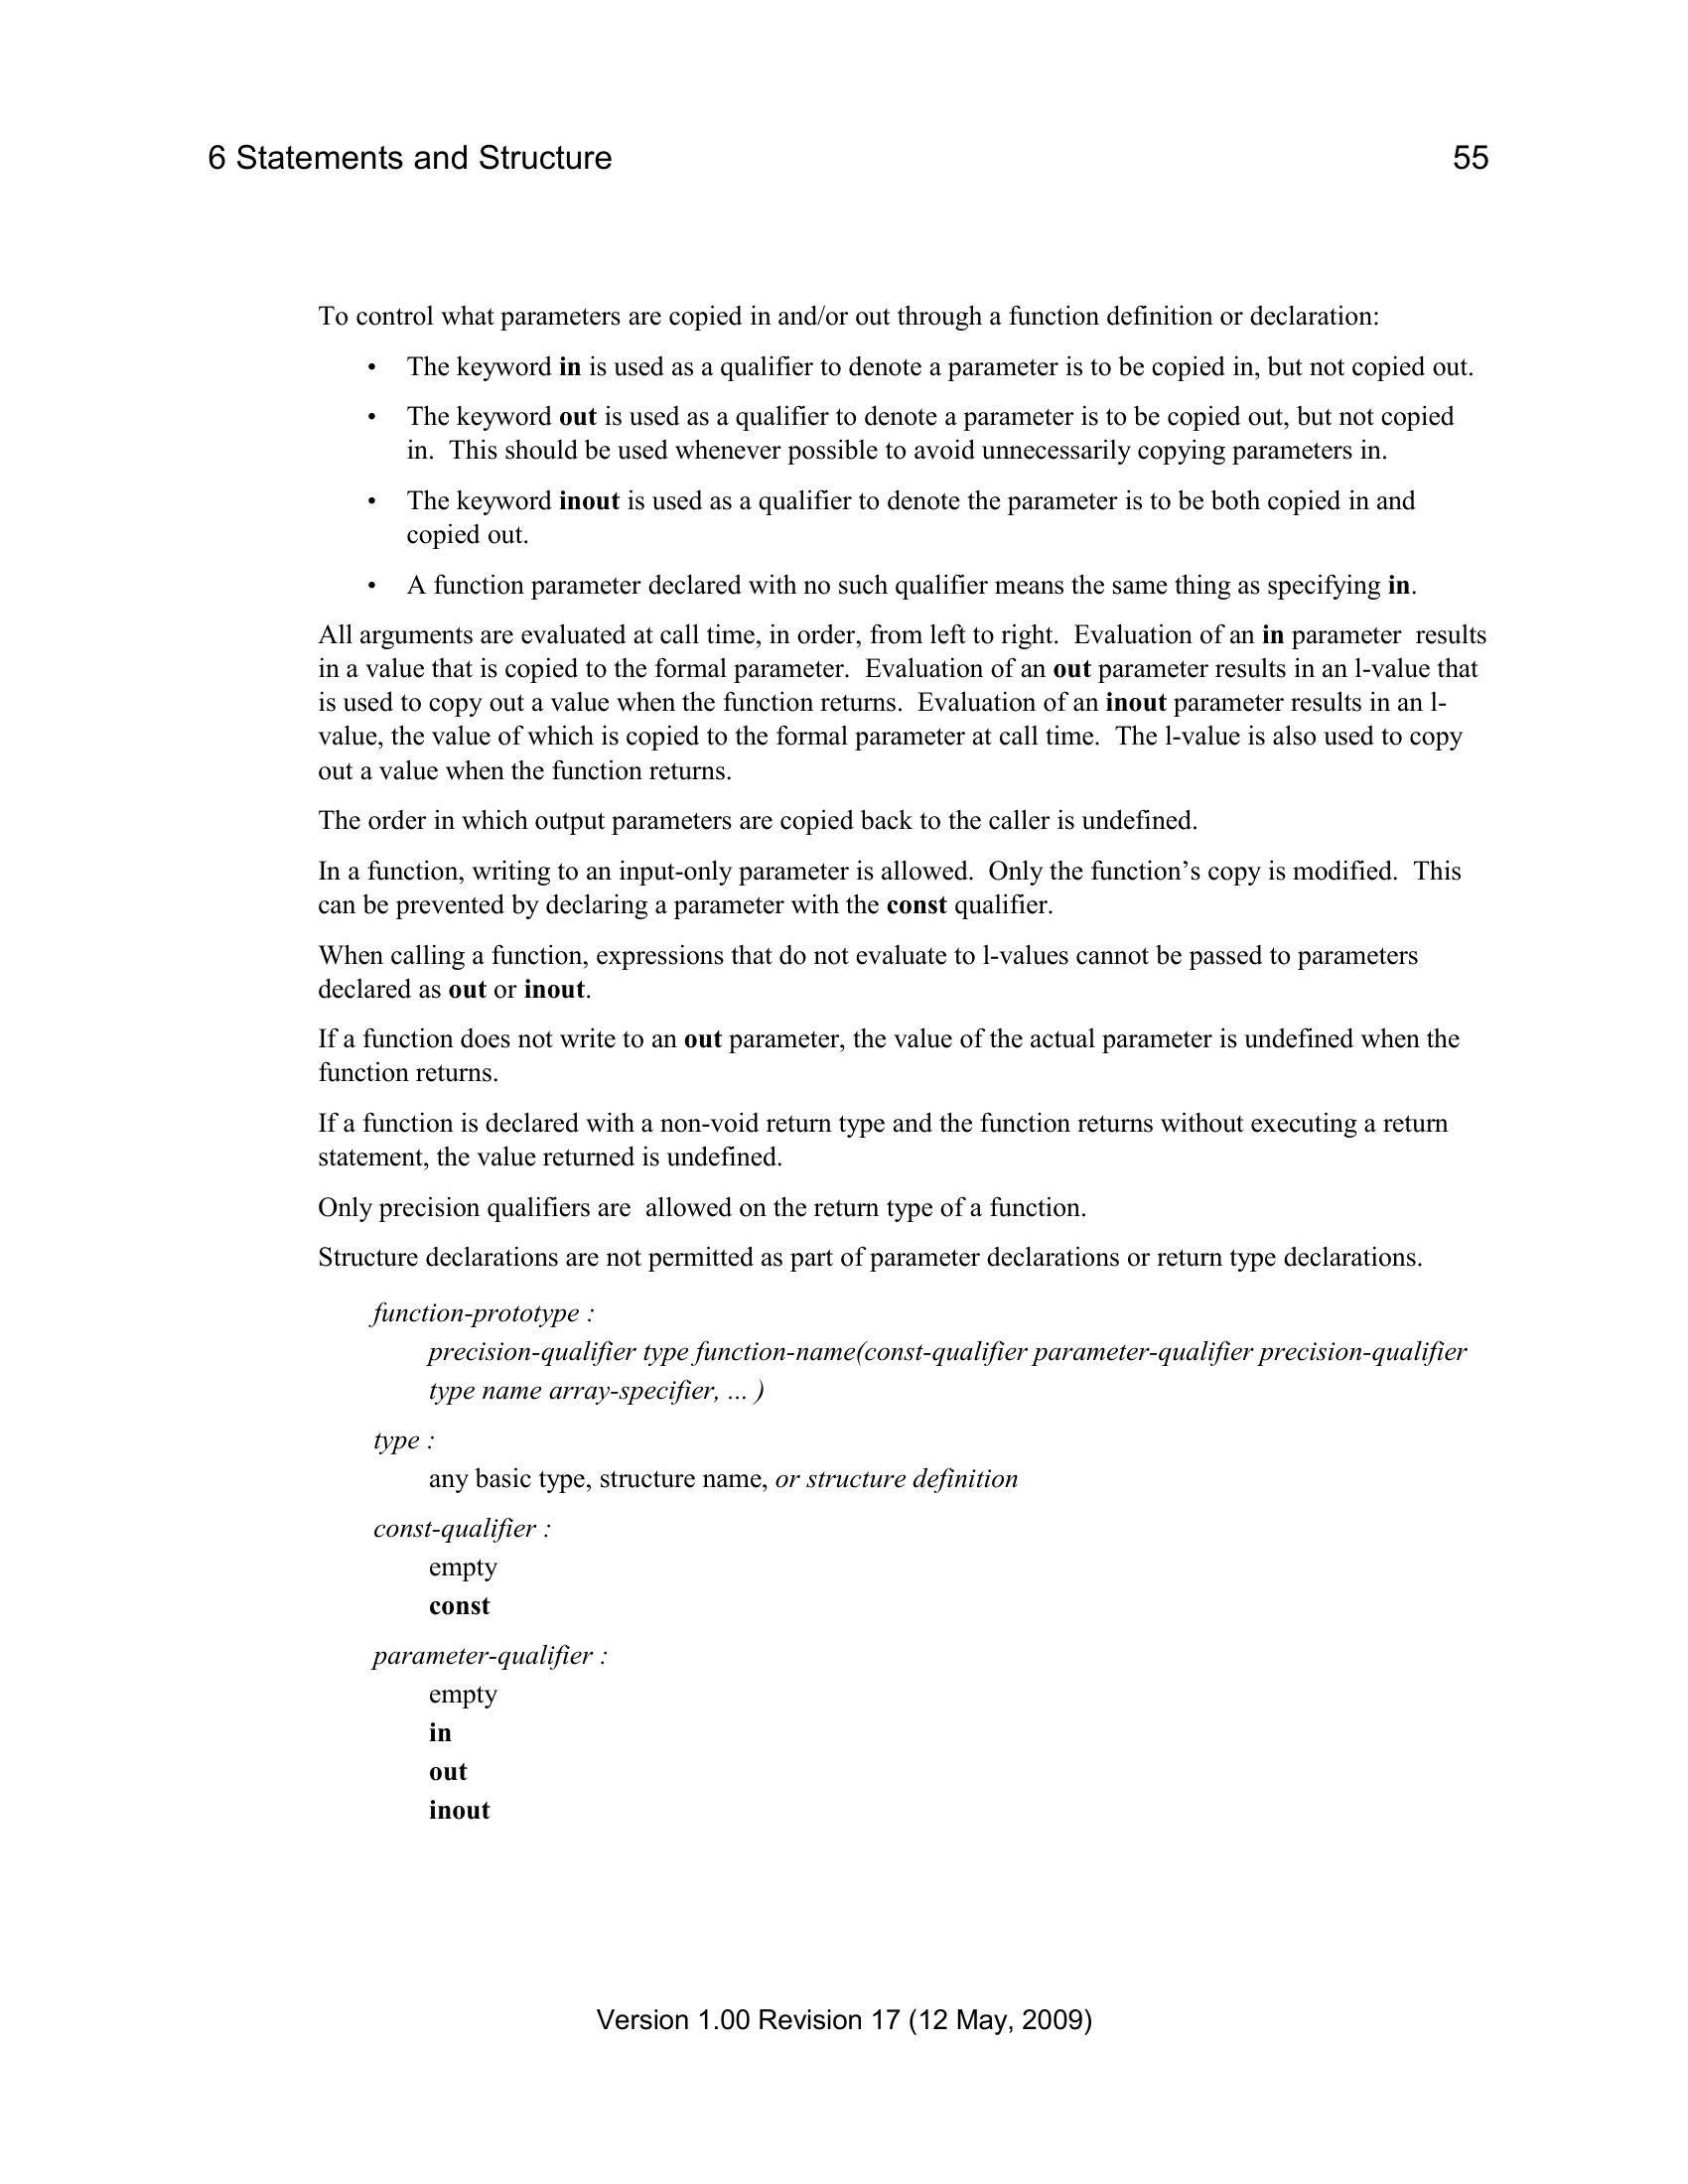 6 Statements and Structure 55
To control what parameters are copied in and/or out through a function definition or declaration:
• The keyword in is used as a qualifier to denote a parameter is to be copied in, but not copied out.
• The keyword out is used as a qualifier to denote a parameter is to be copied out, but not copied
in.  This should be used whenever possible to avoid unnecessarily copying parameters in.
• The keyword inout is used as a qualifier to denote the parameter is to be both copied in and
copied out.
• A function parameter declared with no such qualifier means the same thing as specifying in.
All arguments are evaluated at call time, in order, from left to right.  Evaluation of an in parameter  results
in a value that is copied to the formal parameter.  Evaluation of an out parameter results in an l-value that
is used to copy out a value when the function returns.  Evaluation of an inout parameter results in an l-
value, the value of which is copied to the formal parameter at call time.  The l-value is also used to copy
out a value when the function returns.
The order in which output parameters are copied back to the caller is undefined.
In a function, writing to an input-only parameter is allowed.  Only the function’s copy is modified.  This
can be prevented by declaring a parameter with the const qualifier.
When calling a function, expressions that do not evaluate to l-values cannot be passed to parameters
declared as out or inout.
If a function does not write to an out parameter, the value of the actual parameter is undefined when the
function returns.
If a function is declared with a non-void return type and the function returns without executing a return
statement, the value returned is undefined.
Only precision qualifiers are  allowed on the return type of a function.
Structure declarations are not permitted as part of parameter declarations or return type declarations.
function-prototype :
precision-qualifier type function-name(const-qualifier parameter-qualifier precision-qualifier
type name array-specifier, ... )
type :
any basic type, structure name, or structure definition
const-qualifier :
empty
const
parameter-qualifier :
empty
in
out
inout
Version 1.00 Revision 17 (12 May, 2009)